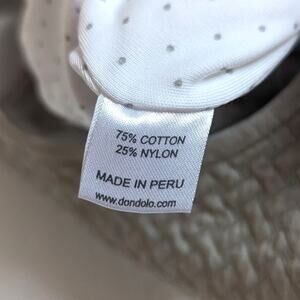 75% COTTON
25% NYLON
MADE IN PERU
www.dondolo.com